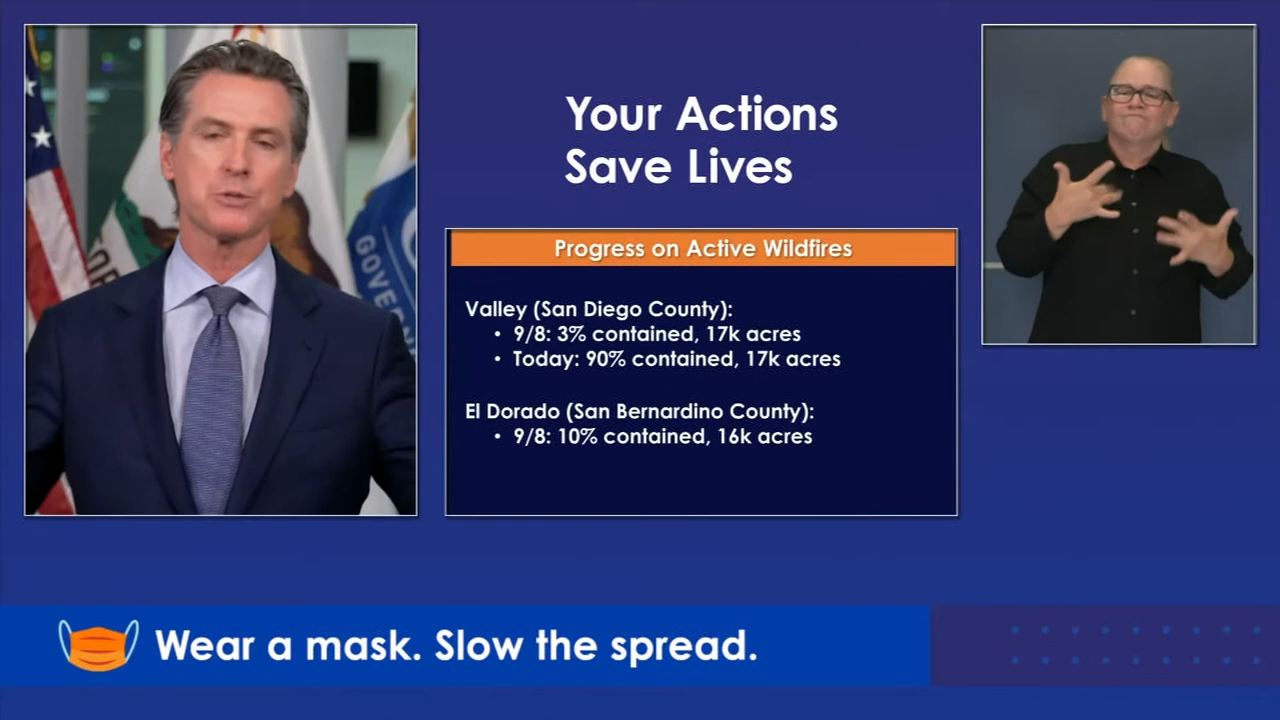 Your Actions
Save Lives
Progress on Active Wildfires
Valley (San Diego County):
• 9/8: 3% contained, 17k acres
• Today: 90% contained, 17k acres
El Dorado (San Bernardino County):
• 9/8: 10% contained, 16k acres
Wear a mask. Slow the spread.